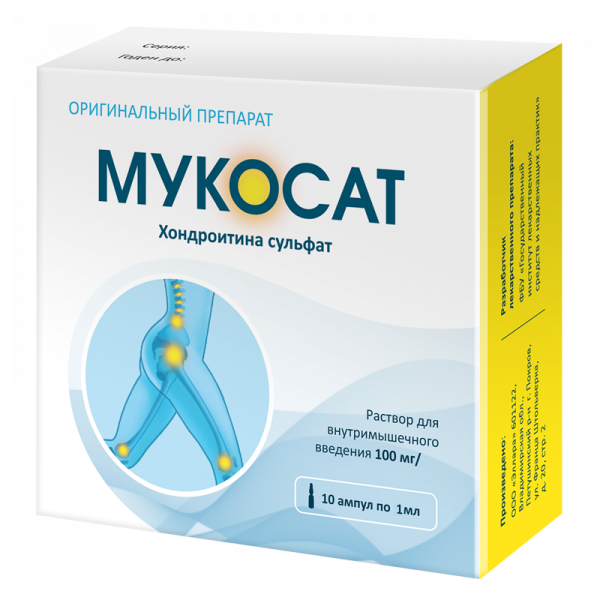 Серия:
Годен до:
ОРИГИНАЛЬНЫЙ ПРЕПАРАТ
МУКОСАТ
Хондроитина сульфат
Раствор для
внутримышечного
введения 100 мг/
10 ампул по 1мл
Разработчик
лекарственного препарата:
ФБУ «Государственный
институт лекарственных
средств и надлежащих практик»
Произведено:
ООО «Эллара» 601122,
Владимирская обл.,
Петушинский р-н г. Покров,
ул. Франца Штольверка,
д. 20, стр. 2